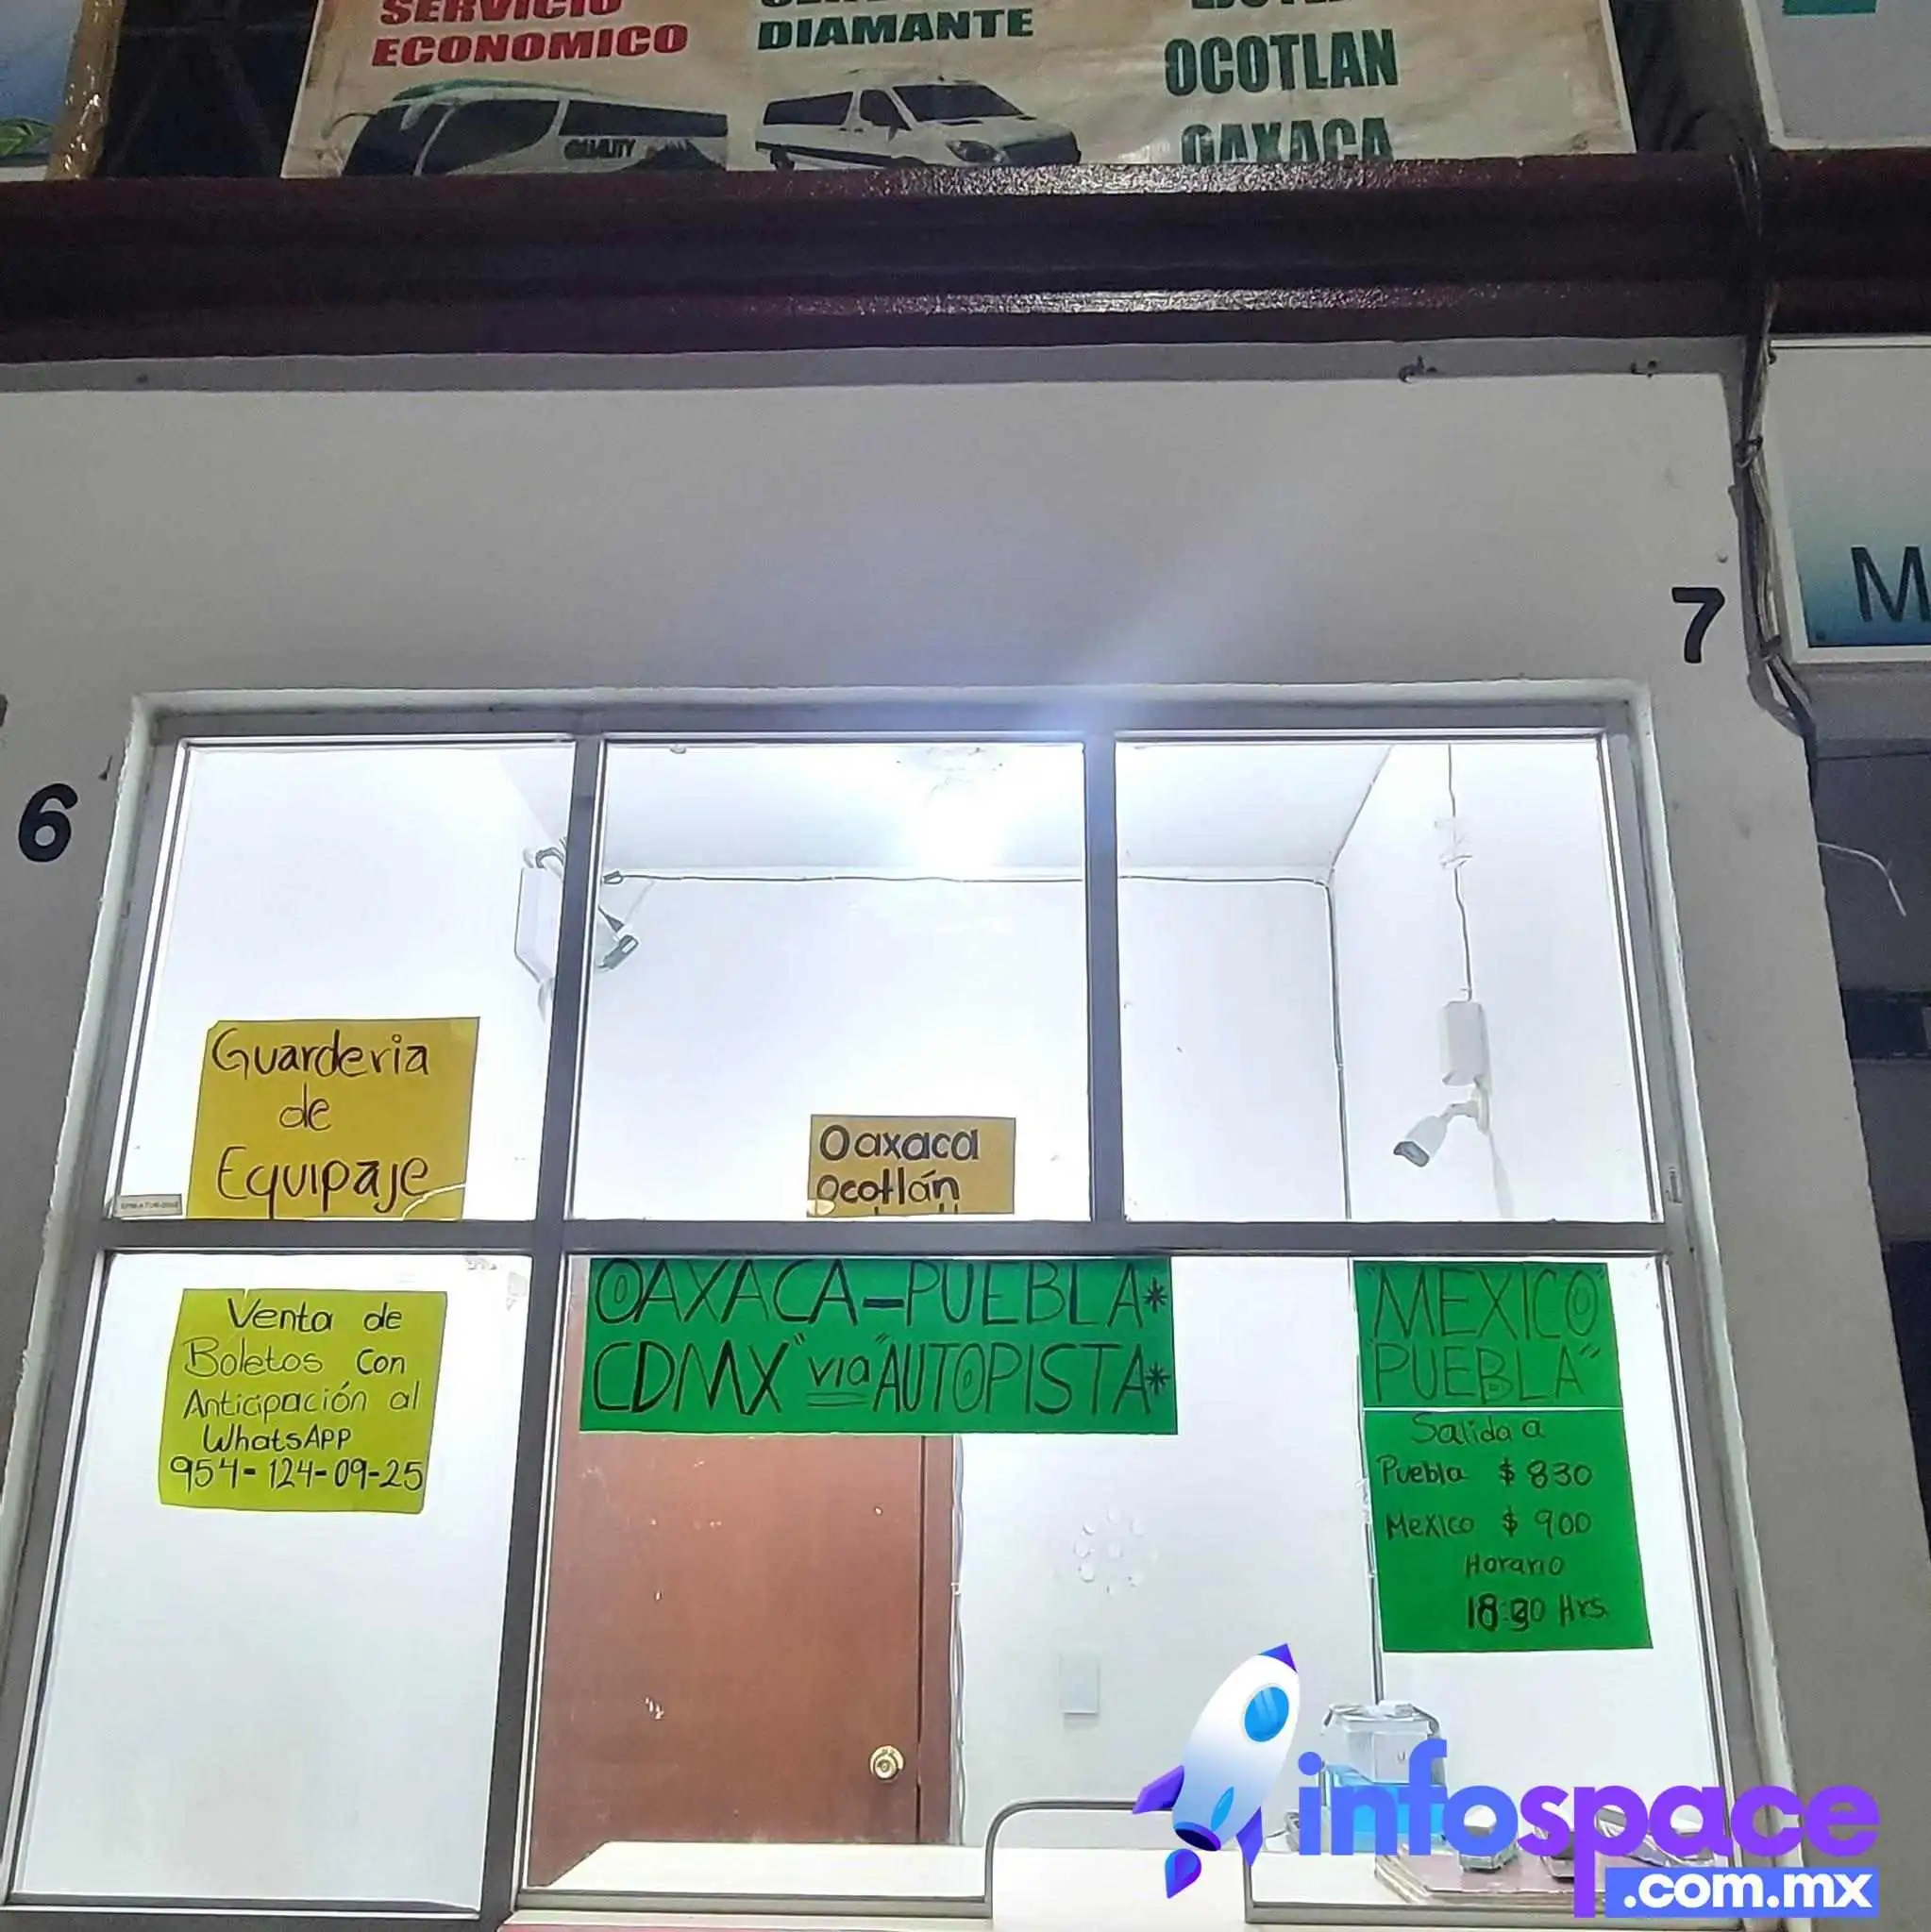 SERVICIO
ECONOMICO
DIAMANTE
OCOTLAN
OAXACA
QUALITY
M
7
6
Guarderia
de
Equipaje
Oaxaca
Ocotlán
Venta de
Boletos con
Anticipación al
WhatsAPP
954-124-09-25
OAXACA-PUEBLA*
CDMX "via" AUTOPISTA*
"MEXICO"
"PUEBLA"
Salida a
Puebla $ 830
Mexico $ 900
Horario
Hrs.
infospace
.com.mx